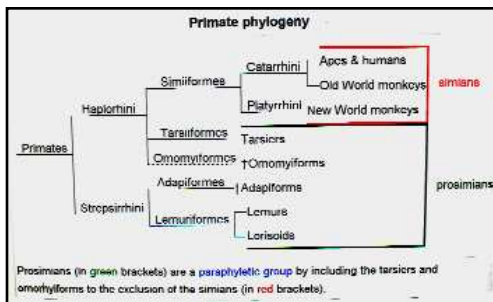 Primate phylogeny
Apes & humans
Catarrhini
Simiiformes
Old World monkeys
simians
Haplorhini
Platyrrhini
New World monkeys
Tarsiiformes
Tarsiers
Primates
Omomyiformes
†Omomyiforms
Adapiformes
†Adapiforms
prosimians
Strepsirrhini
Lemuriformes
Lemurs
Lorisoids
Prosimians (in green brackets) are a paraphyletic group by including the tarsiers and
omomyiforms to the exclusion of the simians (in red brackets).